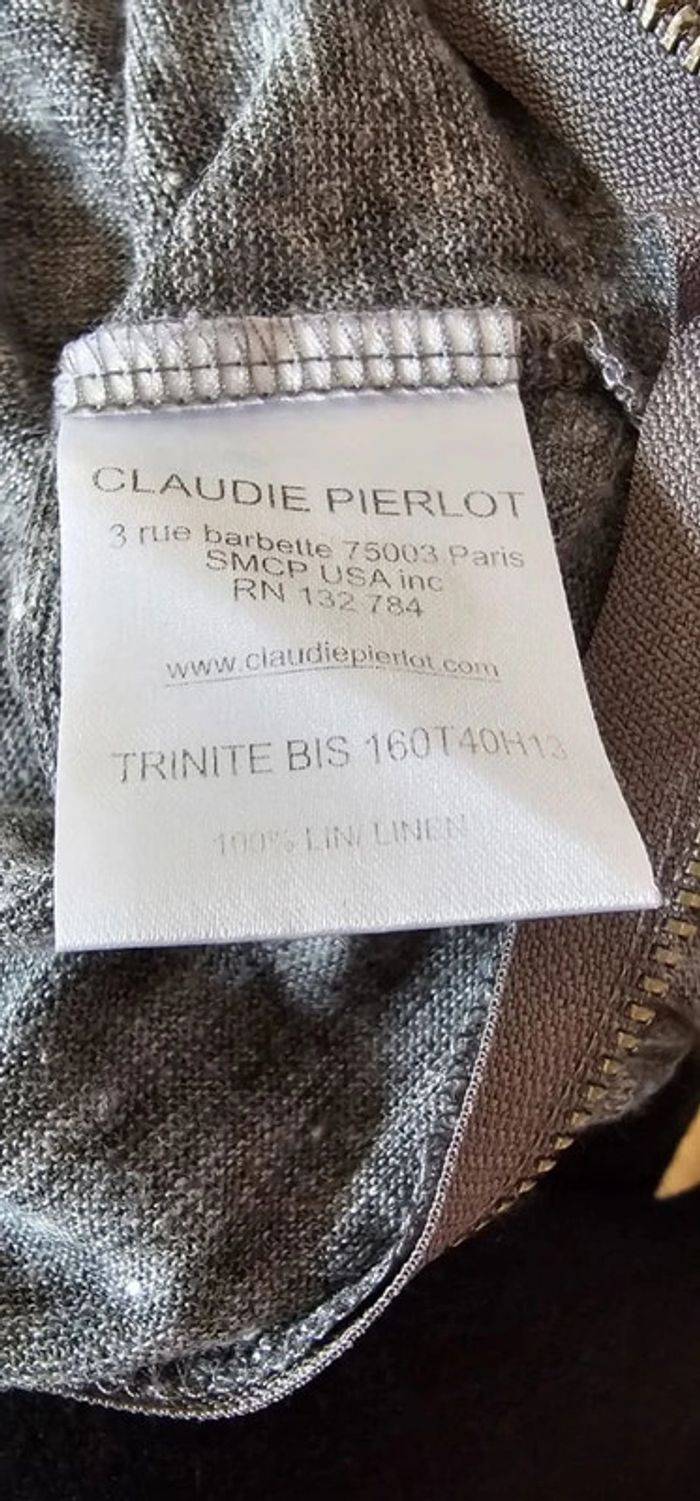 CLAUDIE PIERLOT
3 rue barbette 75003 Paris
SMCP USA inc
RN 132 784
www.claudiepierlot.com
TRINITE BIS 160T40H13
100% LIN/ LINEN